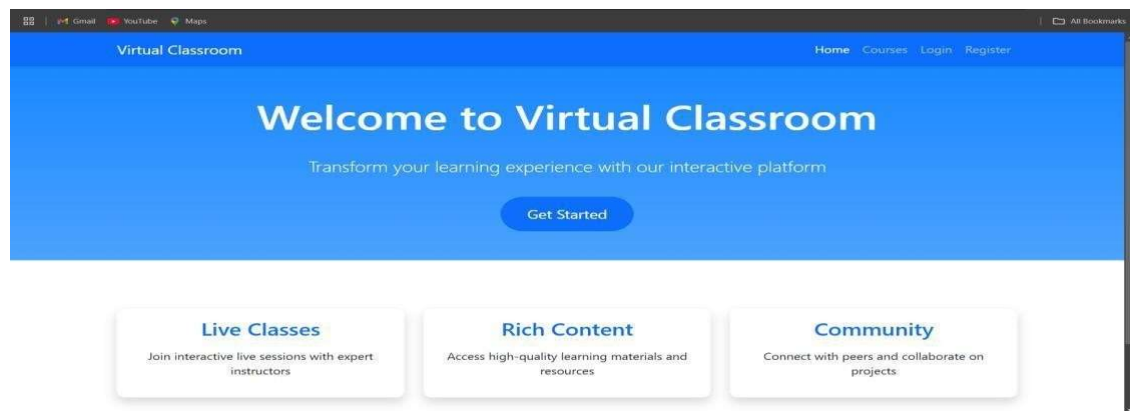 Gmail YouTube Maps All Bookmarks
Virtual Classroom Home Courses Login Register
Welcome to Virtual Classroom
Transform your learning experience with our interactive platform
Get Started
Live Classes
Join interactive live sessions with expert
instructors
Rich Content
Access high-quality learning materials and
resources
Community
Connect with peers and collaborate on
projects